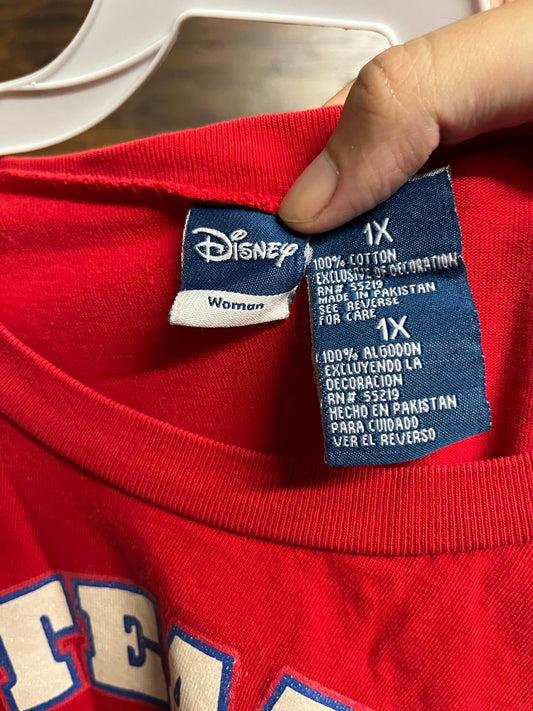 Disney
Woman
1X
100% COTTON
EXCLUSIVE OF DECORATION
RN# 55219
MADE IN PAKISTAN
SEE REVERSE
FOR CARE
1X
100% ALGODON
EXCLUYENDO LA
DECORACION
RN# 55219
HECHO EN PAKISTAN
PARA CUIDADO
VER EL REVERSO
TEA